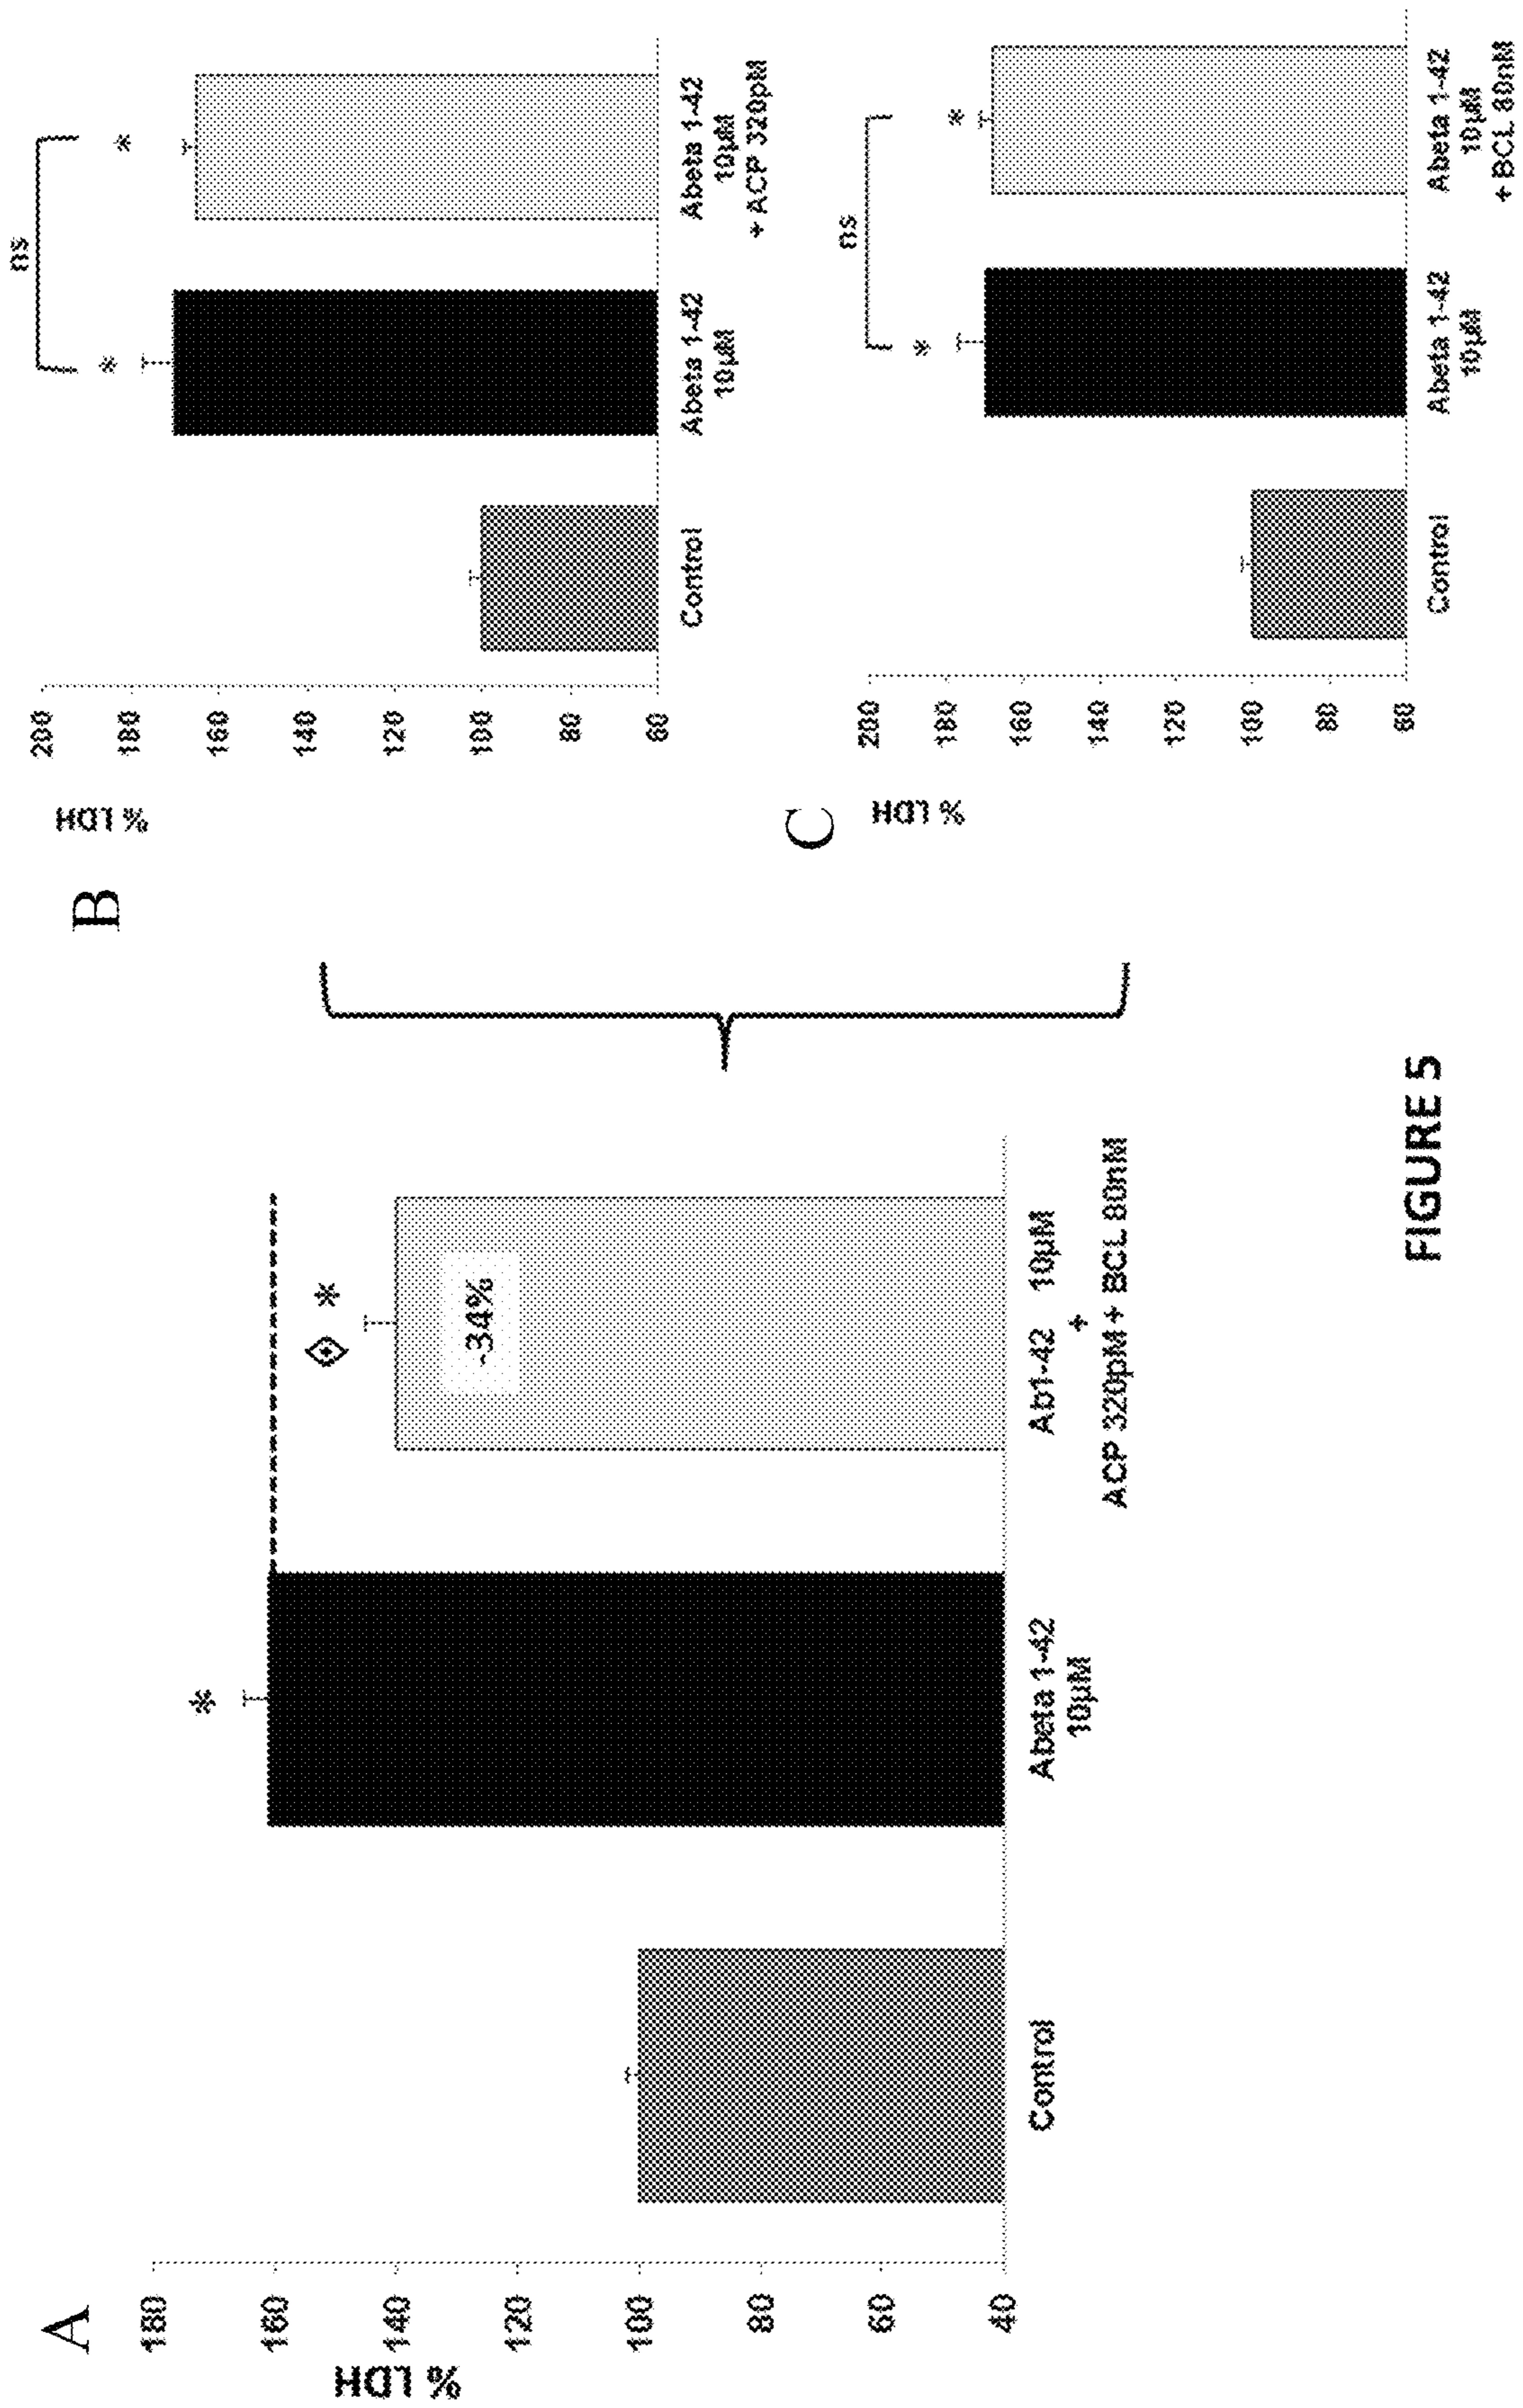 A
% LDH
180
160
140
120
100
80
60
40
*
*
-34%
Control
Abeta 1-42
10µM
Ab1-42 10µM
+
ACP 320pM + BCL 80nM
B
% LDH
200
180
160
140
120
100
80
60
ns
*
*
Control
Abeta 1-42
10µM
Abeta 1-42
10µM
+ ACP 320pM
C
% LDH
200
180
160
140
120
100
80
60
ns
*
*
Control
Abeta 1-42
10µM
Abeta 1-42
10µM
+ BCL 80nM
FIGURE 5